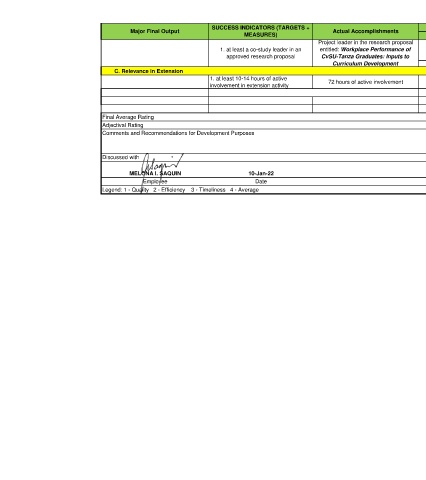 Major Final Output
SUCCESS INDICATORS (TARGETS +
MEASURES)
Actual Accomplishments
1. at least a co-study leader in an
approved research proposal
Project leader in the research proposal
entitled: Workplace Performance of
CvSU-Tanza Graduates: Inputs to
Curriculum Development
C. Relevance in Extension
1. at least 10-14 hours of active
involvement in extension activity
72 hours of active involvement
Final Average Rating
Adjectival Rating
Comments and Recommendations for Development Purposes
Discussed with
MELONA I. SAQUIN
10-Jan-22
Employee
Date
Legend: 1 - Quality 2 - Efficiency 3 - Timeliness 4 - Average